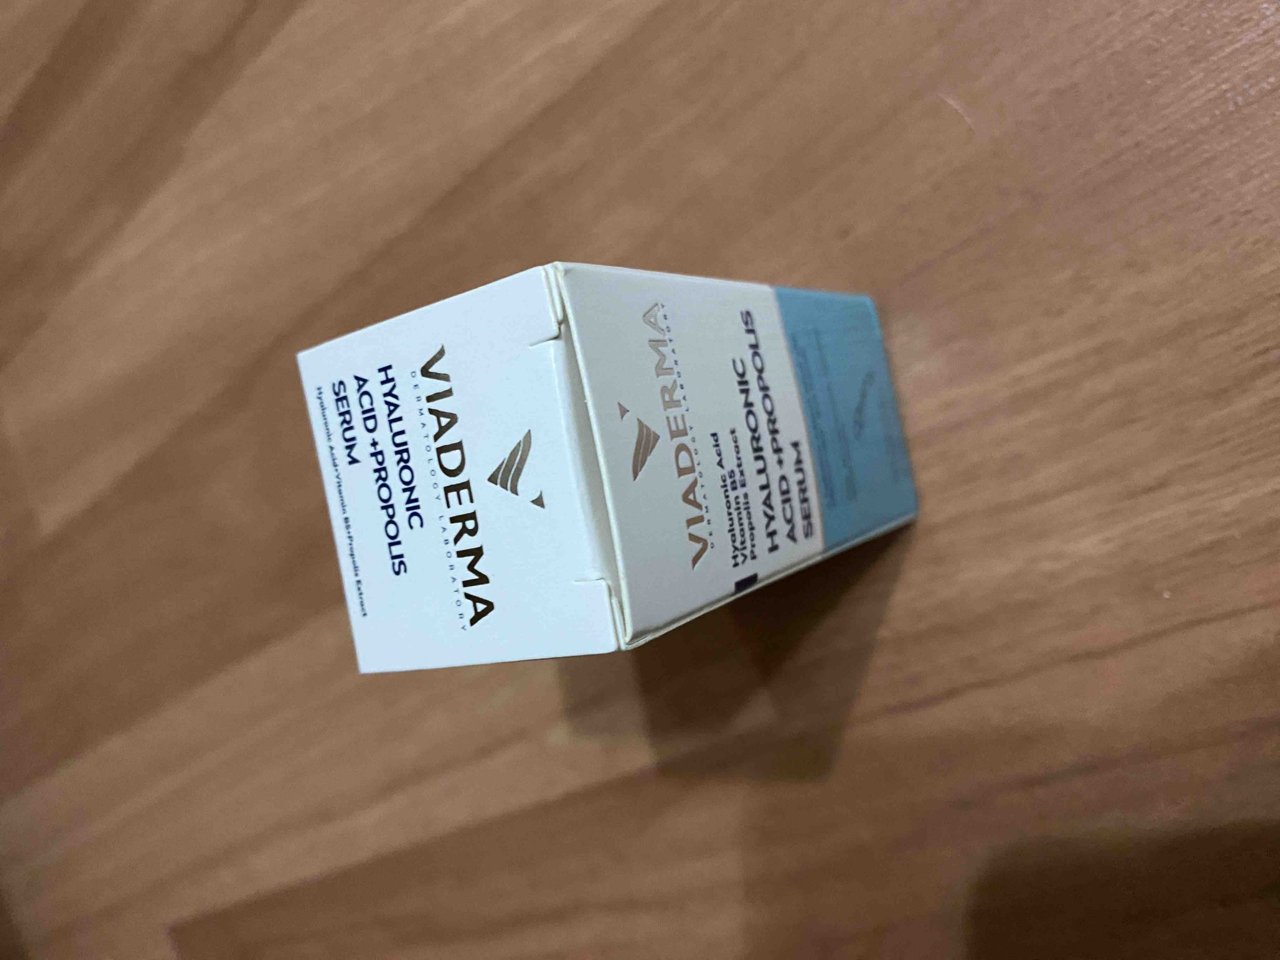 VIADERMA
DERMATOLOGY LABORATORY
HYALURONIC
ACID +PROPOLIS
SERUM
Hyaluronic Acid+Vitamin B5+Propolis Extract
VIADERMA
DERMATOLOGY LABORATORY
Hyaluronic Acid
Vitamin B5
Propolis Extract
HYALURONIC
ACID +PROPOLIS
SERUM